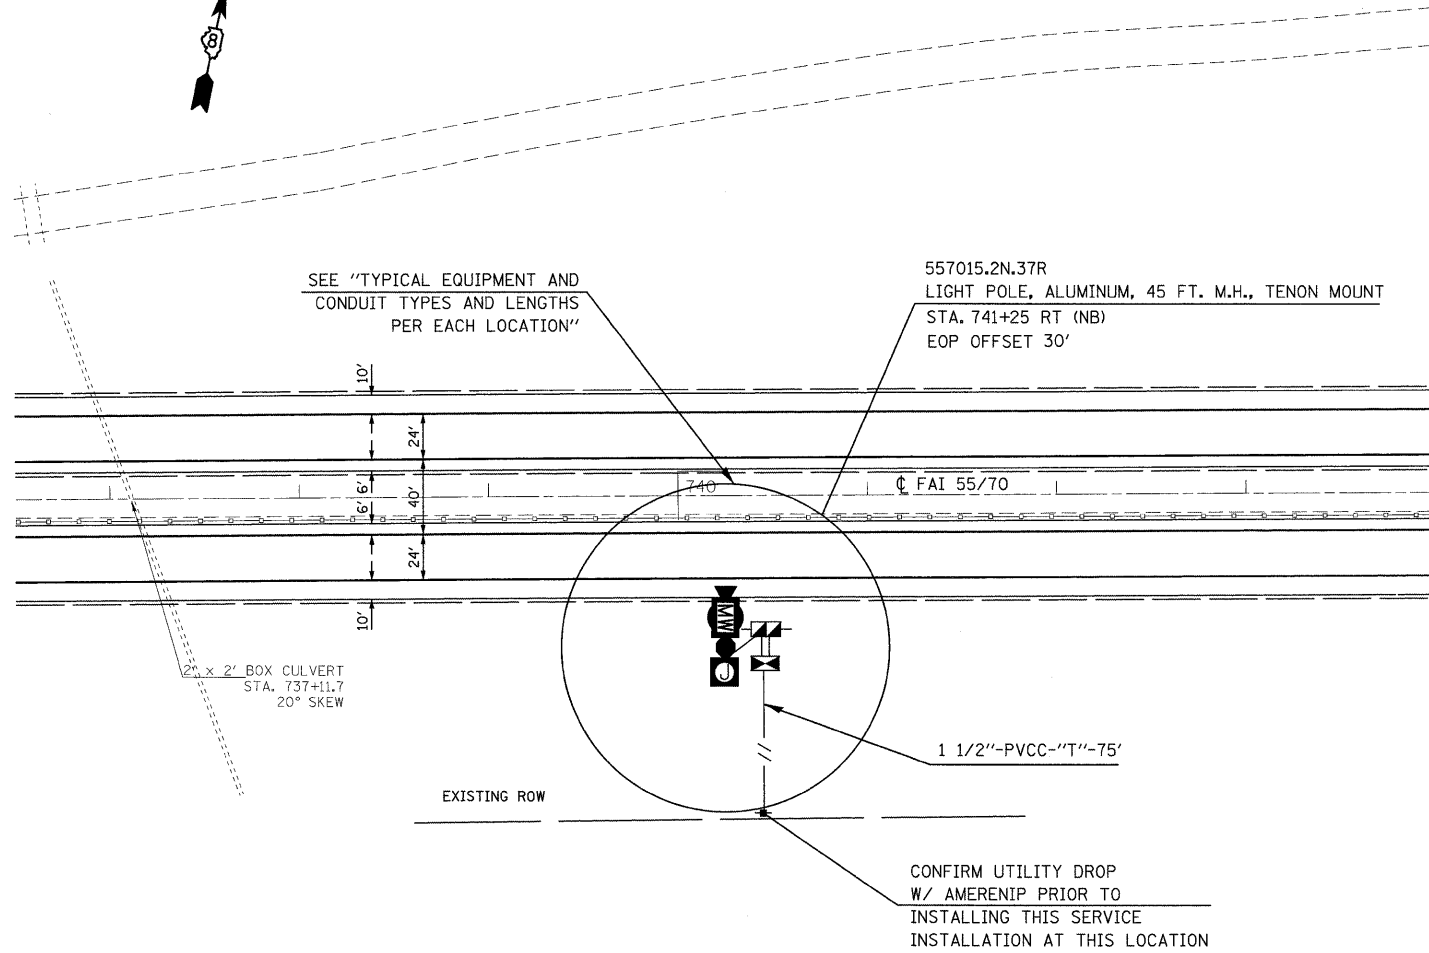 8
SEE "TYPICAL EQUIPMENT AND
CONDUIT TYPES AND LENGTHS
PER EACH LOCATION"
557015.2N.37R
LIGHT POLE, ALUMINUM, 45 FT. M.H., TENON MOUNT
STA. 741+25 RT (NB)
EOP OFFSET 30'
10'
24'
6'
6'
40'
24'
10'
740
℄ FAI 55/70
MW
J
2' x 2' BOX CULVERT
STA. 737+11.7
20° SKEW
1 1/2"-PVCC-"T"-75'
EXISTING ROW
CONFIRM UTILITY DROP
W/ AMERENIP PRIOR TO
INSTALLING THIS SERVICE
INSTALLATION AT THIS LOCATION